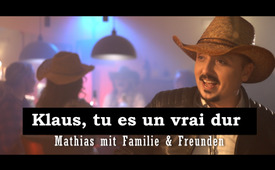 Klaus, tu es un vrai dur
Mathias mit Familie & Freunden